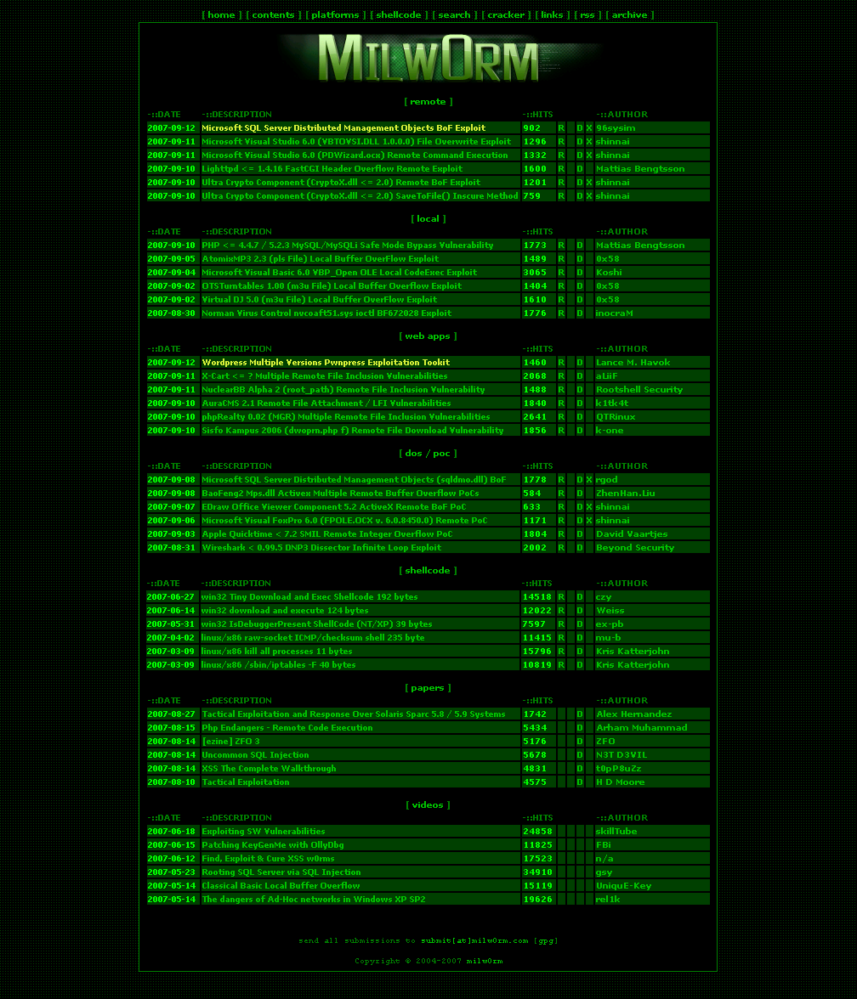 [ home ] [ contents ] [ platforms ] [ shellcode ] [ search ] [ cracker ] [ links ] [ rss ] [ archive ]
MILW0RM
[ remote ]
-::DATE -::DESCRIPTION -::HITS -::AUTHOR
2007-09-12 Microsoft SQL Server Distributed Management Objects BoF Exploit 902 R D X 96sysim
2007-09-11 Microsoft Visual Studio 6.0 (VBTOVSI.DLL 1.0.0.0) File Overwrite Exploit 1296 R D X shinnai
2007-09-11 Microsoft Visual Studio 6.0 (PDWizard.ocx) Remote Command Execution 1332 R D X shinnai
2007-09-10 Lighttpd <= 1.4.16 FastCGI Header Overflow Remote Exploit 1600 R D Mattias Bengtsson
2007-09-10 Ultra Crypto Component (CryptoX.dll <= 2.0) Remote BoF Exploit 1201 R D X shinnai
2007-09-10 Ultra Crypto Component (CryptoX.dll <= 2.0) SaveToFile() Inscure Method 759 R D X shinnai
[ local ]
-::DATE -::DESCRIPTION -::HITS -::AUTHOR
2007-09-10 PHP <= 4.4.7 / 5.2.3 MySQL/MySQLi Safe Mode Bypass Vulnerability 1773 R D Mattias Bengtsson
2007-09-05 AtomixMP3 2.3 (pls File) Local Buffer OverFlow Exploit 1489 R D 0x58
2007-09-04 Microsoft Visual Basic 6.0 VBP_Open OLE Local CodeExec Exploit 3065 R D Koshi
2007-09-02 OTSTurntables 1.00 (m3u File) Local Buffer Overflow Exploit 1404 R D 0x58
2007-09-02 Virtual DJ 5.0 (m3u File) Local Buffer OverFlow Exploit 1610 R D 0x58
2007-08-30 Norman Virus Control nvcoaft51.sys ioctl BF672028 Exploit 1776 R D inocraM
[ web apps ]
-::DATE -::DESCRIPTION -::HITS -::AUTHOR
2007-09-12 Wordpress Multiple Versions Pwnpress Exploitation Tookit 1460 R D Lance M. Havok
2007-09-11 X-Cart <= ? Multiple Remote File Inclusion Vulnerabilities 2068 R D aLiiF
2007-09-11 NuclearBB Alpha 2 (root_path) Remote File Inclusion Vulnerability 1488 R D Rootshell Security
2007-09-10 AuraCMS 2.1 Remote File Attachment / LFI Vulnerabilities 1840 R D k1tk4t
2007-09-10 phpRealty 0.02 (MGR) Multiple Remote File Inclusion Vulnerabilities 2641 R D QTRinux
2007-09-10 Sisfo Kampus 2006 (dwoprn.php f) Remote File Download Vulnerability 1856 R D k-one
[ dos / poc ]
-::DATE -::DESCRIPTION -::HITS -::AUTHOR
2007-09-08 Microsoft SQL Server Distributed Management Objects (sqldmo.dll) BoF 1778 R D X rgod
2007-09-08 BaoFeng2 Mps.dll Activex Multiple Remote Buffer Overflow PoCs 584 R D ZhenHan.Liu
2007-09-07 EDraw Office Viewer Component 5.2 ActiveX Remote BoF PoC 633 R D X shinnai
2007-09-06 Microsoft Visual FoxPro 6.0 (FPOLE.OCX v. 6.0.8450.0) Remote PoC 1171 R D X shinnai
2007-09-03 Apple Quicktime < 7.2 SMIL Remote Integer Overflow PoC 1804 R D David Vaartjes
2007-08-31 Wireshark < 0.99.5 DNP3 Dissector Infinite Loop Exploit 2002 R D Beyond Security
[ shellcode ]
-::DATE -::DESCRIPTION -::HITS -::AUTHOR
2007-06-27 win32 Tiny Download and Exec Shellcode 192 bytes 14518 R D czy
2007-06-14 win32 download and execute 124 bytes 12022 R D Weiss
2007-05-31 win32 IsDebuggerPresent ShellCode (NT/XP) 39 bytes 7597 R D ex-pb
2007-04-02 linux/x86 raw-socket ICMP/checksum shell 235 byte 11415 R D mu-b
2007-03-09 linux/x86 kill all processes 11 bytes 15796 R D Kris Katterjohn
2007-03-09 linux/x86 /sbin/iptables -F 40 bytes 10819 R D Kris Katterjohn
[ papers ]
-::DATE -::DESCRIPTION -::HITS -::AUTHOR
2007-08-27 Tactical Exploitation and Response Over Solaris Sparc 5.8 / 5.9 Systems 1742 D Alex Hernandez
2007-08-15 Php Endangers - Remote Code Execution 5434 D Arham Muhammad
2007-08-14 [ezine] ZFO 3 5176 D ZFO
2007-08-14 Uncommon SQL Injection 5678 D N3T D3VIL
2007-08-14 XSS The Complete Walkthrough 4831 D t0pP8uZz
2007-08-10 Tactical Exploitation 4575 D H D Moore
[ videos ]
-::DATE -::DESCRIPTION -::HITS -::AUTHOR
2007-06-18 Exploiting SW Vulnerabilities 24858 skillTube
2007-06-15 Patching KeyGenMe with OllyDbg 11825 FBi
2007-06-12 Find, Exploit & Cure XSS w0rms 17523 n/a
2007-05-23 Rooting SQL Server via SQL Injection 34910 gsy
2007-05-14 Classical Basic Local Buffer Overflow 15119 UniquE-Key
2007-05-14 The dangers of Ad-Hoc networks in Windows XP SP2 19626 rel1k
send all submissions to submit[at]milw0rm.com [gpg]
Copyright © 2004-2007 milw0rm